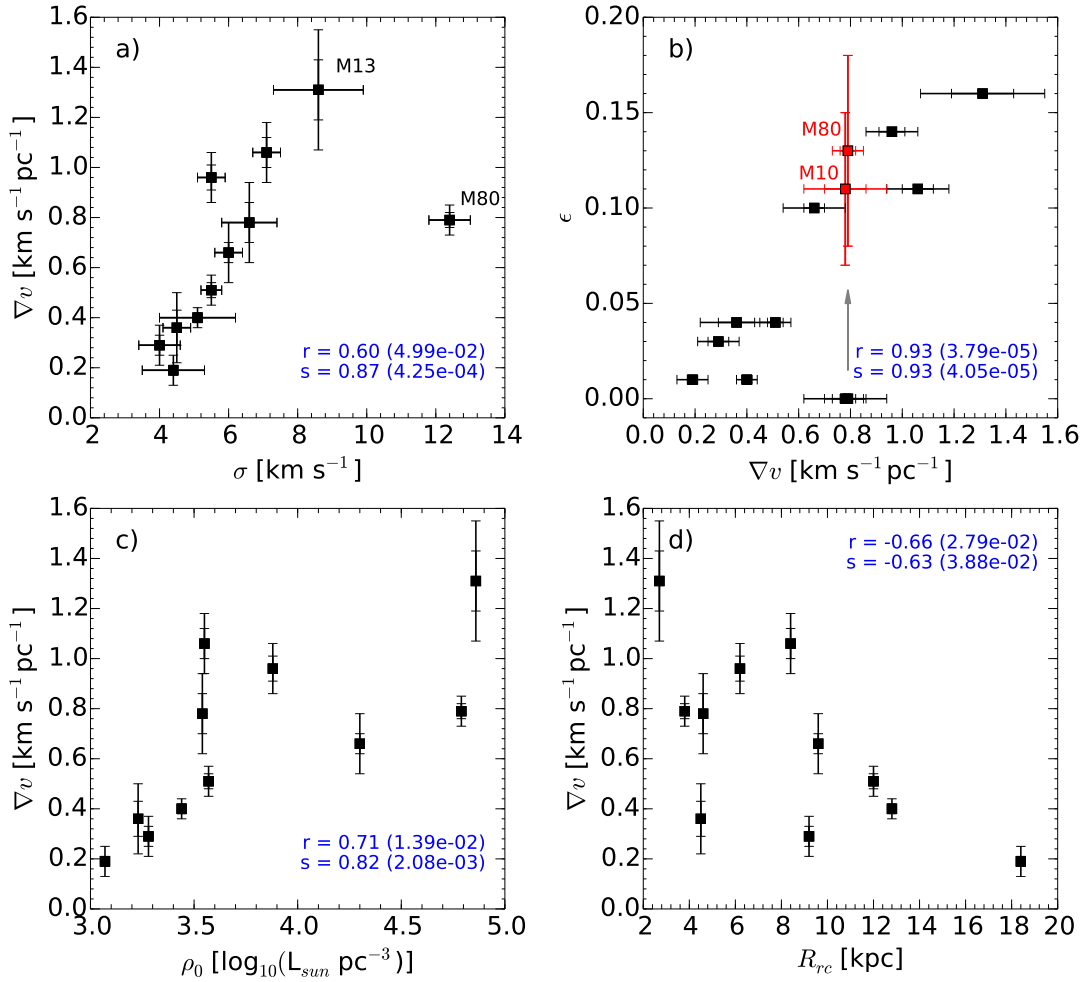 a)
M13
M80
r = 0.60 (4.99e-02)
s = 0.87 (4.25e-04)
1.6
1.4
1.2
1.0
0.8
0.6
0.4
0.2
0.0
∇v [km s⁻¹ pc⁻¹]
2 4 6 8 10 12 14
σ [km s⁻¹]
b)
M80
M10
r = 0.93 (3.79e-05)
s = 0.93 (4.05e-05)
0.20
0.15
0.10
0.05
0.00
ϵ
0.0 0.2 0.4 0.6 0.8 1.0 1.2 1.4 1.6
∇v [km s⁻¹ pc⁻¹]
c)
r = 0.71 (1.39e-02)
s = 0.82 (2.08e-03)
1.6
1.4
1.2
1.0
0.8
0.6
0.4
0.2
0.0
∇v [km s⁻¹ pc⁻¹]
3.0 3.5 4.0 4.5 5.0
ρ₀ [log₁₀(L_sun pc⁻³)]
d)
r = -0.66 (2.79e-02)
s = -0.63 (3.88e-02)
1.6
1.4
1.2
1.0
0.8
0.6
0.4
0.2
0.0
∇v [km s⁻¹ pc⁻¹]
2 4 6 8 10 12 14 16 18 20
R_rc [kpc]